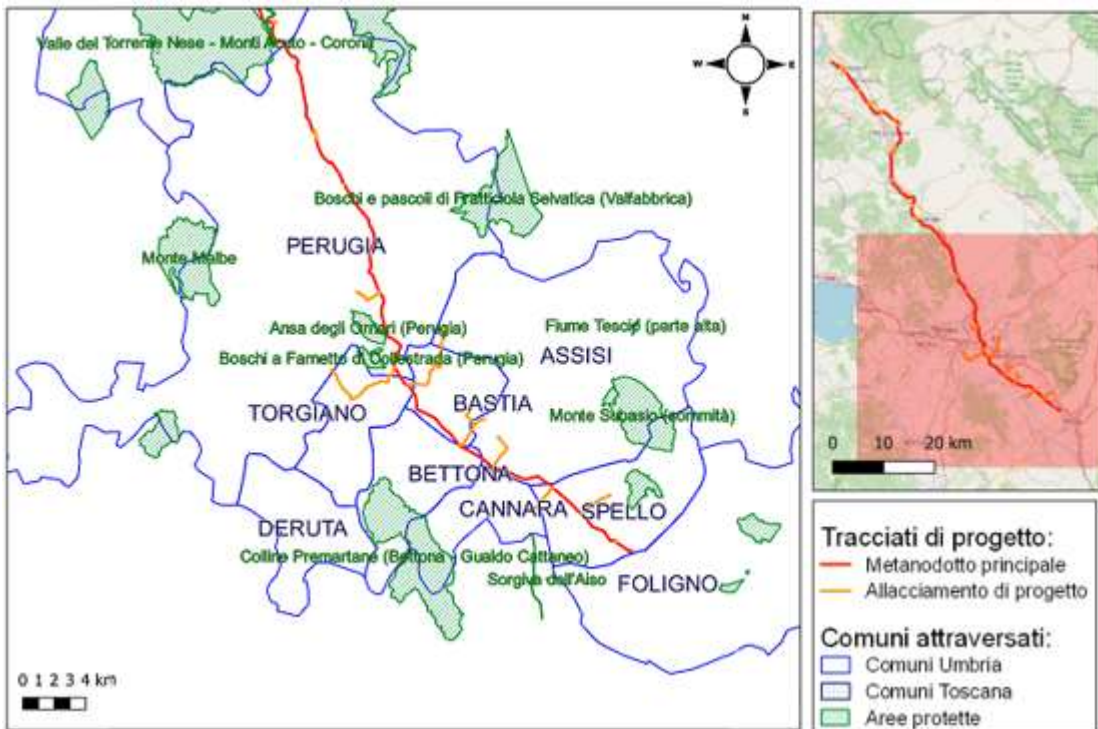 Valle del Torrente Nese - Monti Acuto - Corona
N
W
E
S
Boschi e pascoli di Fratticiola Selvatica (Valfabbrica)
PERUGIA
Monte Malbe
Ansa degli Ornari (Perugia)
Fiume Tescio (parte alta)
Boschi a Farnetto di Collestrada (Perugia)
ASSISI
TORGIANO
BASTIA
Monte Subasio (sommità)
BETTONA
CANNARA
SPELLO
DERUTA
Colline Premartane (Bettona - Gualdo Cattaneo)
Sorgiva dell'Aiso
FOLIGNO
0 1 2 3 4 km
0 10 20 km
Tracciati di progetto:
Metanodotto principale
Allacciamento di progetto
Comuni attraversati:
Comuni Umbria
Comuni Toscana
Aree protette